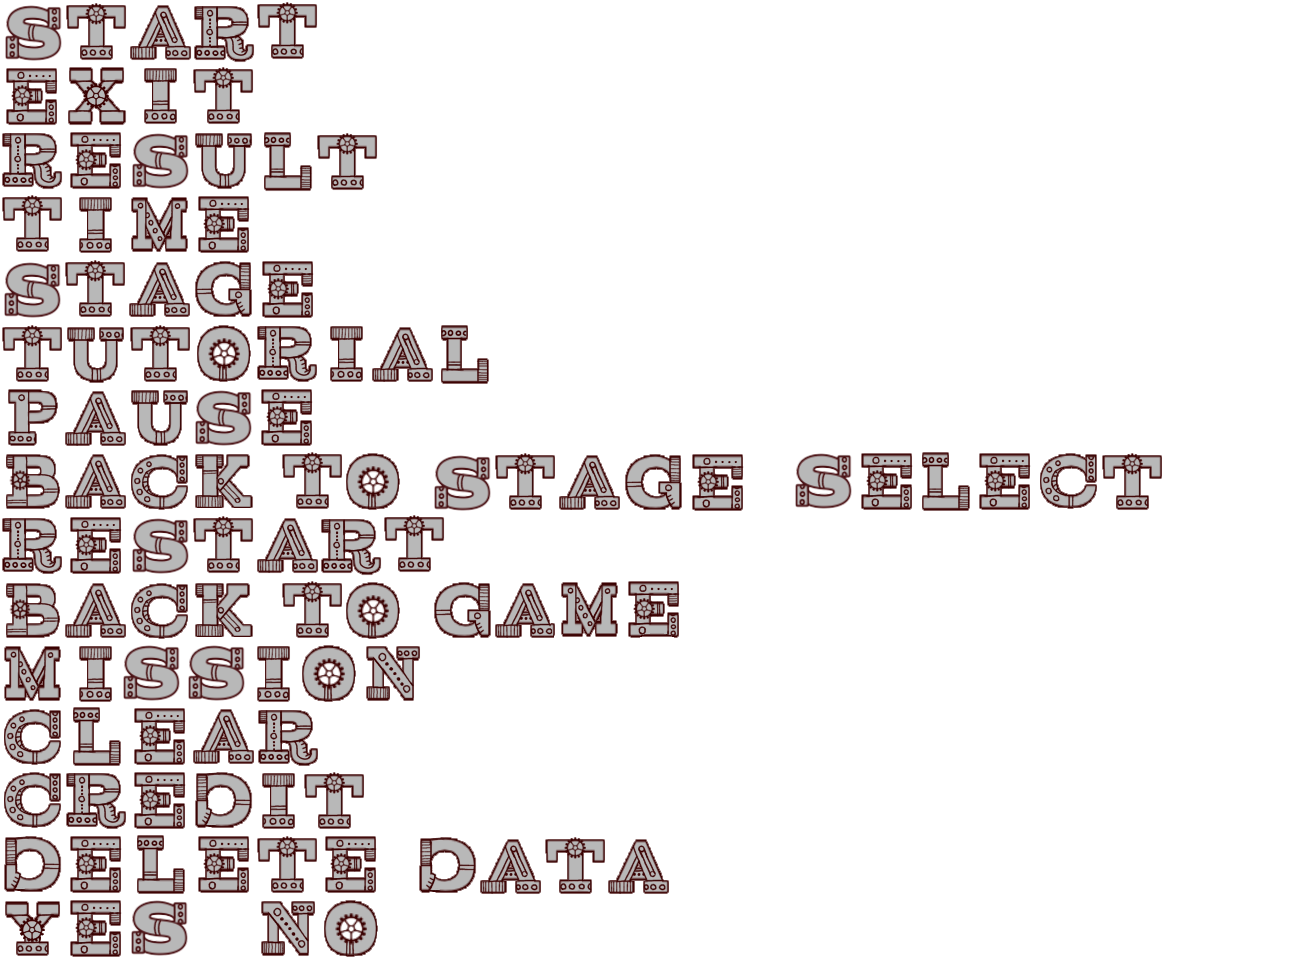 START
EXIT
RESULT
TIME
STAGE
TUTORIAL
PAUSE
BACK TO STAGE SELECT
RESTART
BACK TO GAME
MISSION
CLEAR
CREDIT
DELETE DATA
YES NO